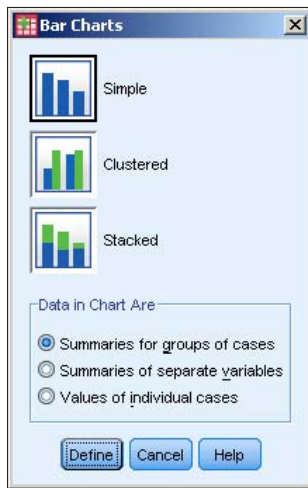 Bar Charts
Simple
Clustered
Stacked
Data in Chart Are
Summaries for groups of cases
Summaries of separate variables
Values of individual cases
Define Cancel Help